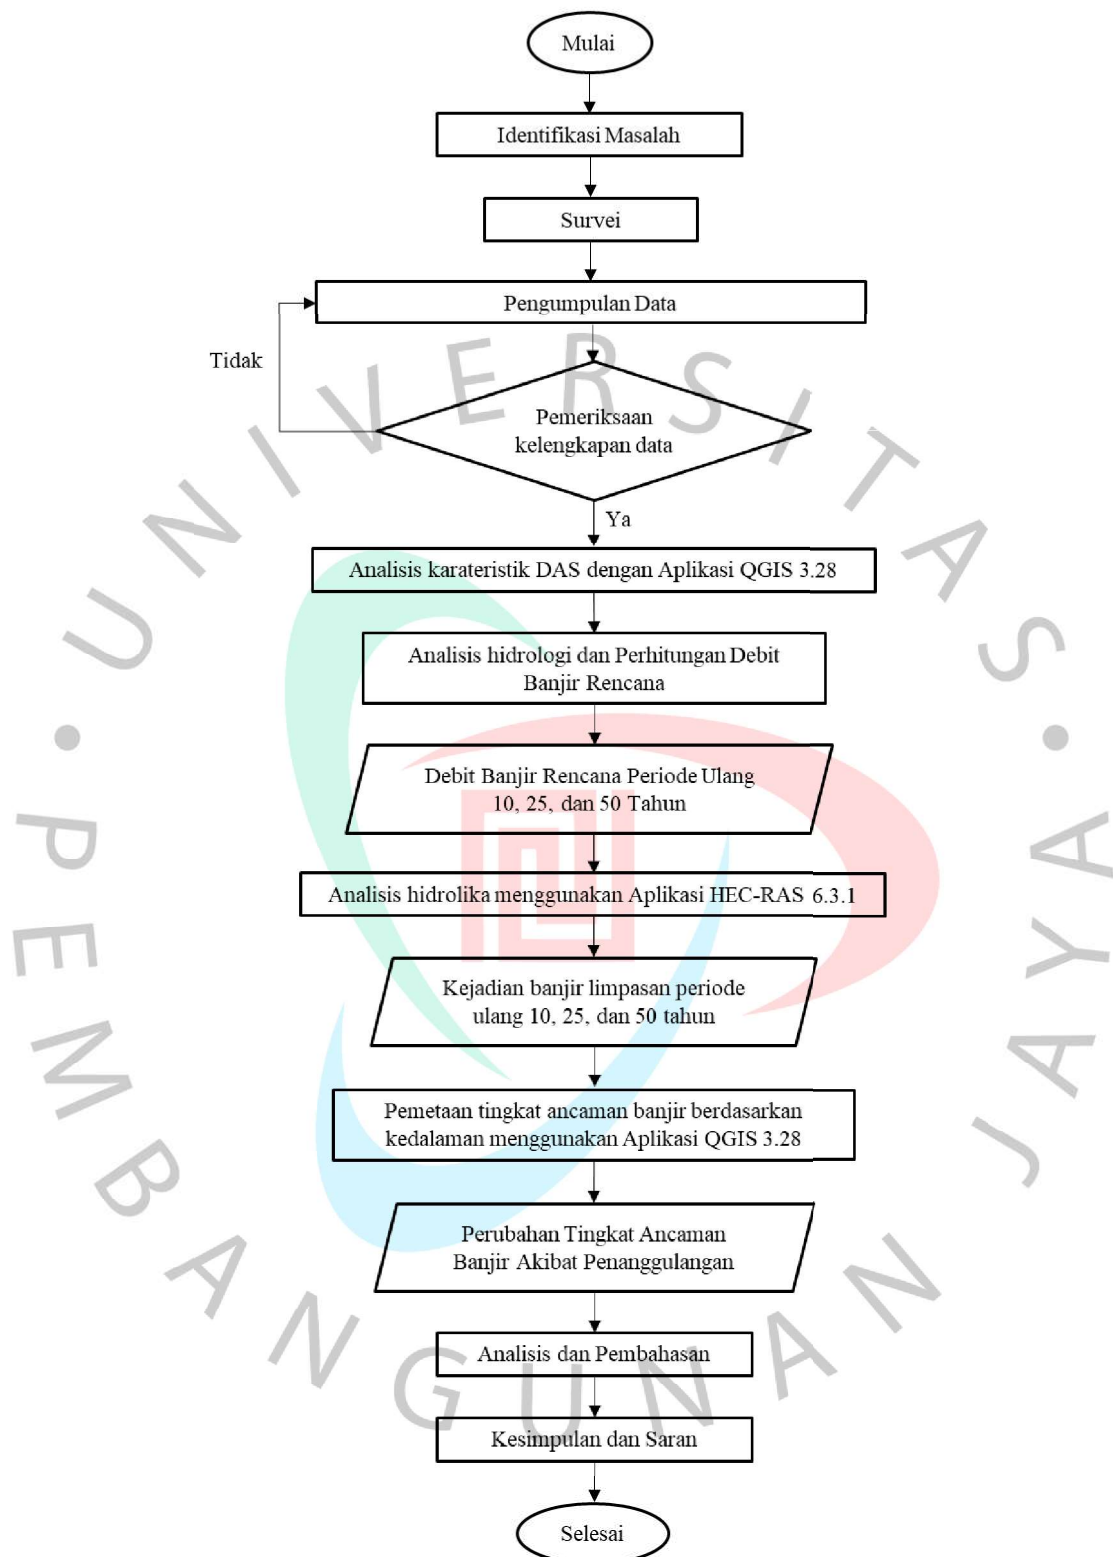 Mulai
Identifikasi Masalah
Survei
Pengumpulan Data
Tidak
Pemeriksaan
kelengkapan data
Ya
Analisis karateristik DAS dengan Aplikasi QGIS 3.28
Analisis hidrologi dan Perhitungan Debit
Banjir Rencana
Debit Banjir Rencana Periode Ulang
10, 25, dan 50 Tahun
Analisis hidrolika menggunakan Aplikasi HEC-RAS 6.3.1
Kejadian banjir limpasan periode
ulang 10, 25, dan 50 tahun
Pemetaan tingkat ancaman banjir berdasarkan
kedalaman menggunakan Aplikasi QGIS 3.28
Perubahan Tingkat Ancaman
Banjir Akibat Penanggulangan
Analisis dan Pembahasan
Kesimpulan dan Saran
Selesai
• UNIVERSITAS •
PEMBANGUNAN JAYA